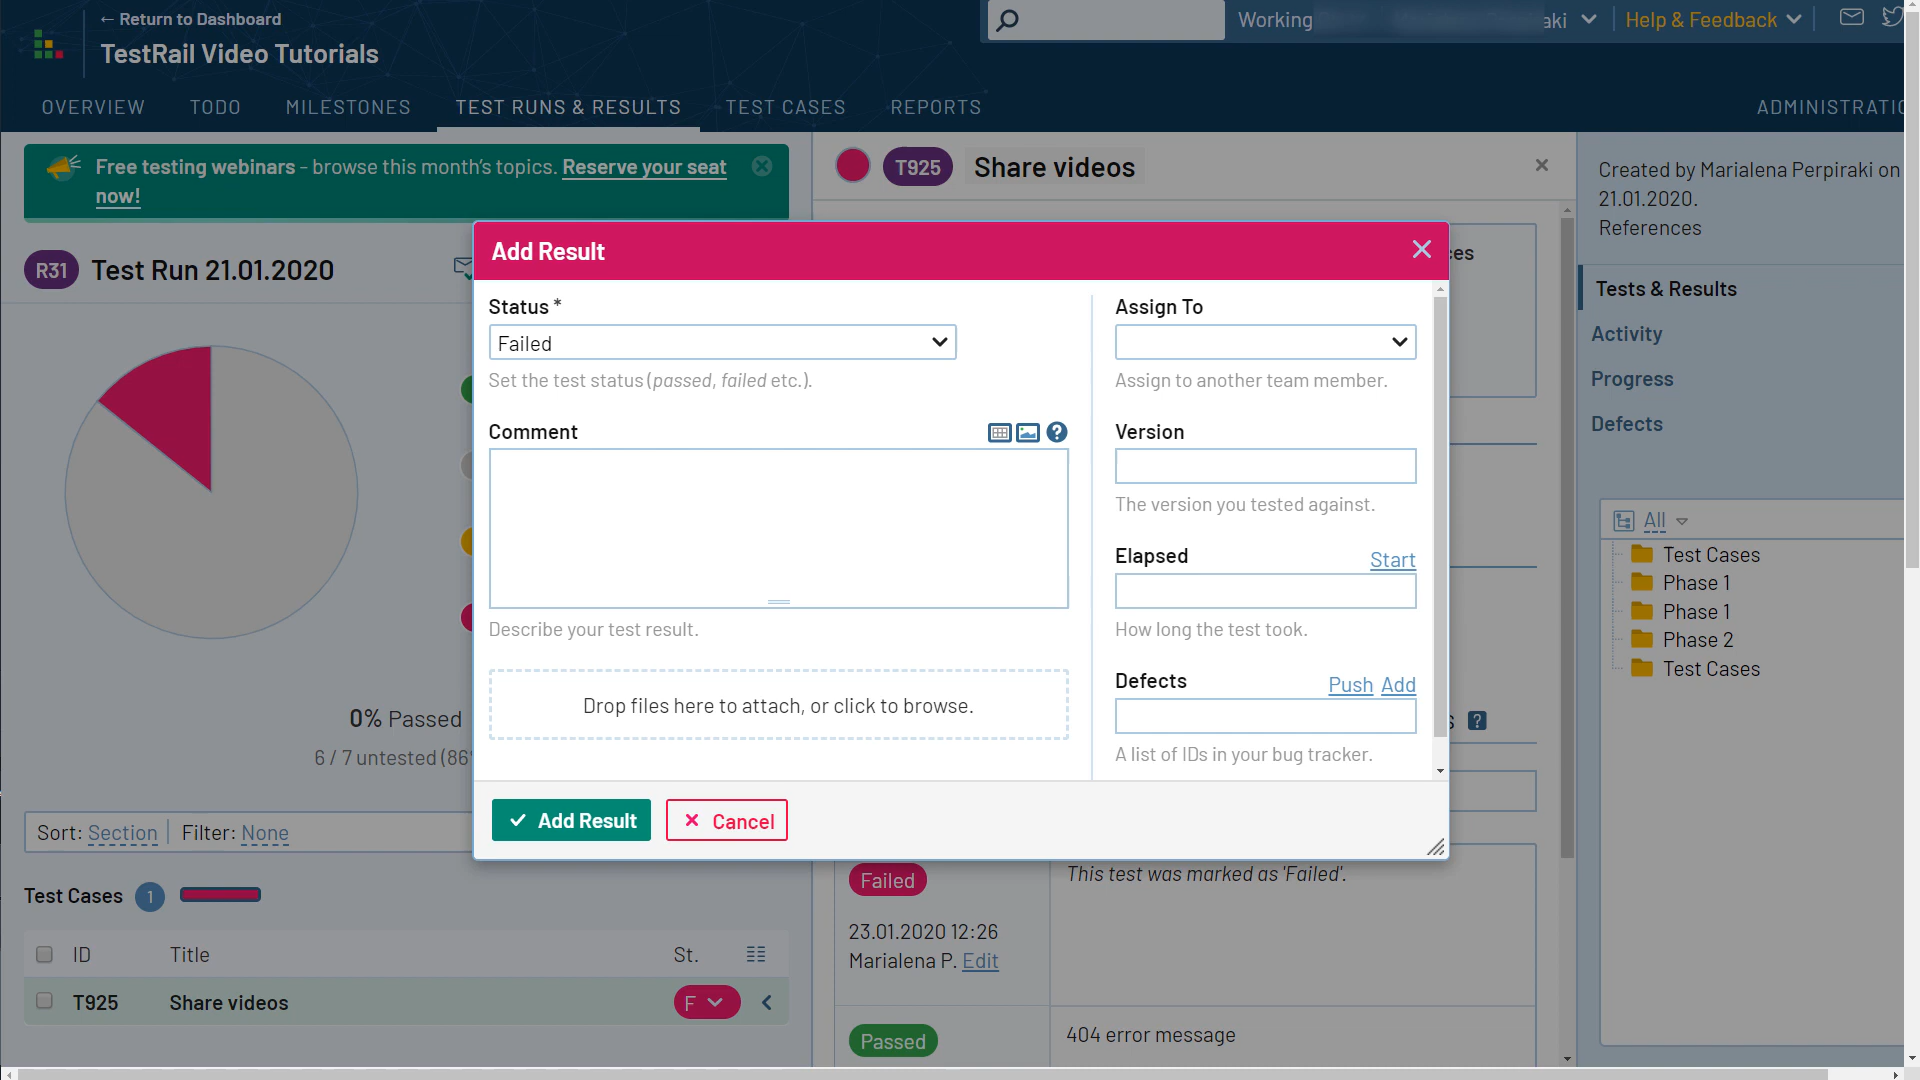 ← Return to Dashboard
TestRail Video Tutorials
Working
aki
Help & Feedback
OVERVIEW
TODO
MILESTONES
TEST RUNS & RESULTS
TEST CASES
REPORTS
ADMINISTRATIO
Free testing webinars - browse this month's topics. Reserve your seat
now!
R31
Test Run 21.01.2020
0% Passed
6 / 7 untested (86
Sort: Section
Filter: None
Test Cases
1
ID
Title
St.
T925
Share videos
F
T925
Share videos
×
es
Add Result
Status *
Failed
Set the test status (passed, failed etc.).
Comment
?
Describe your test result.
Drop files here to attach, or click to browse.
Assign To
Assign to another team member.
Version
The version you tested against.
Elapsed
Start
How long the test took.
Defects
Push
Add
A list of IDs in your bug tracker.
Add Result
Cancel
?
Failed
This test was marked as 'Failed'.
23.01.2020 12:26
Marialena P. Edit
Passed
404 error message
Created by Marialena Perpiraki on
21.01.2020.
References
Tests & Results
Activity
Progress
Defects
All
Test Cases
Phase 1
Phase 1
Phase 2
Test Cases